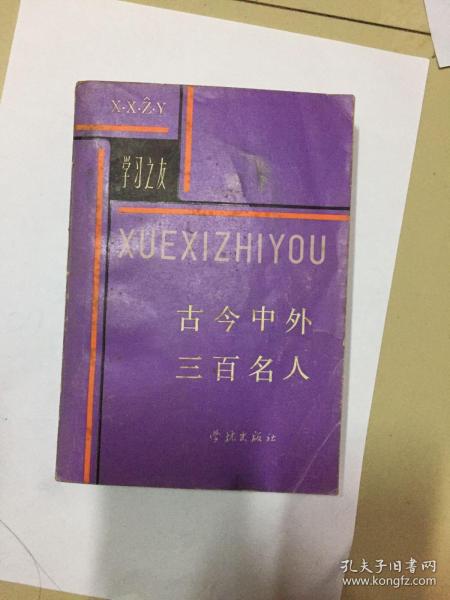 X·X·Ẑ·Y
学习之友
XUEXIZHIYOU
古今中外
三百名人
学林出版社
孔夫子旧书网
www.kongfz.com